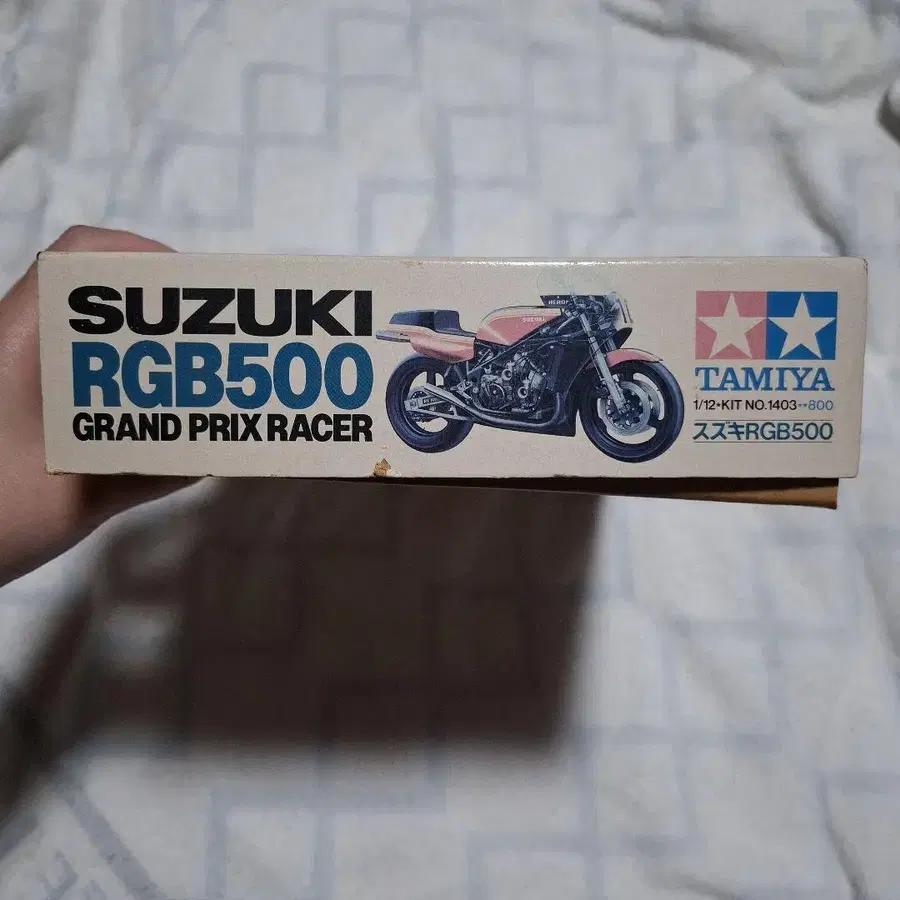 SUZUKI
RGB500
GRAND PRIX RACER
SUZUKI
TAMIYA
1/12★KIT NO.1403★★800
スズキRGB500